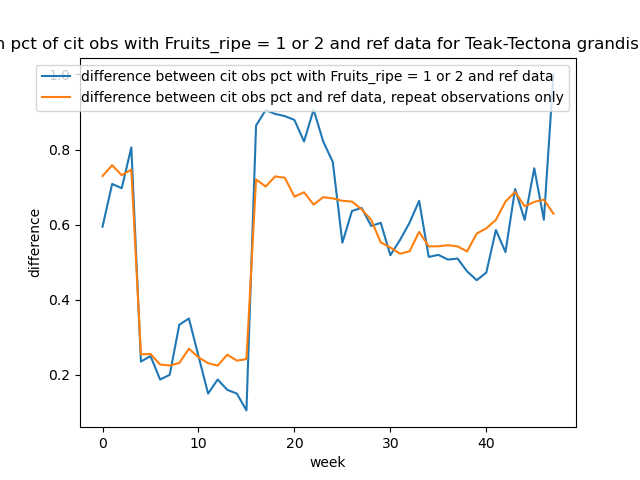 pct of cit obs with Fruits_ripe = 1 or 2 and ref data for Teak-Tectona grandis
difference between cit obs pct with Fruits_ripe = 1 or 2 and ref data
difference between cit obs pct and ref data, repeat observations only
1.0
0.8
0.6
0.4
0.2
difference
0
10
20
30
40
week